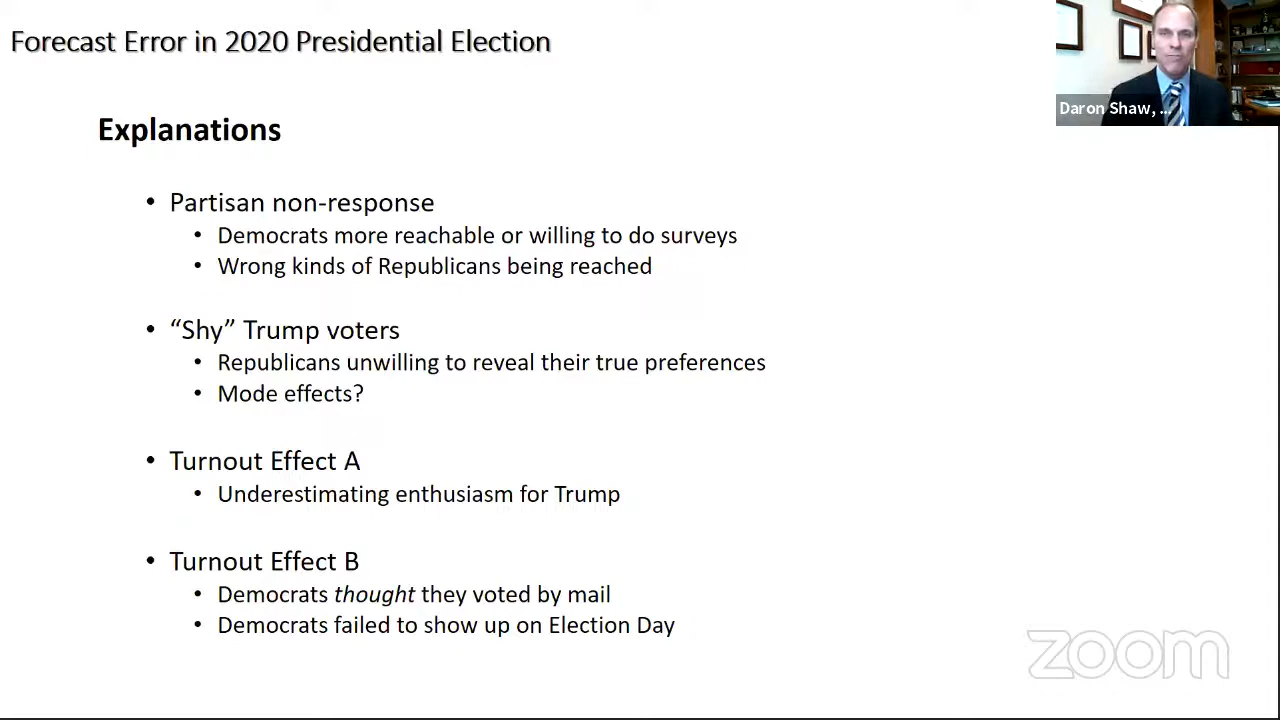 Forecast Error in 2020 Presidential Election
Daron Shaw, ...
Explanations
• Partisan non-response
• Democrats more reachable or willing to do surveys
• Wrong kinds of Republicans being reached
• “Shy” Trump voters
• Republicans unwilling to reveal their true preferences
• Mode effects?
• Turnout Effect A
• Underestimating enthusiasm for Trump
• Turnout Effect B
• Democrats thought they voted by mail
• Democrats failed to show up on Election Day
zoom